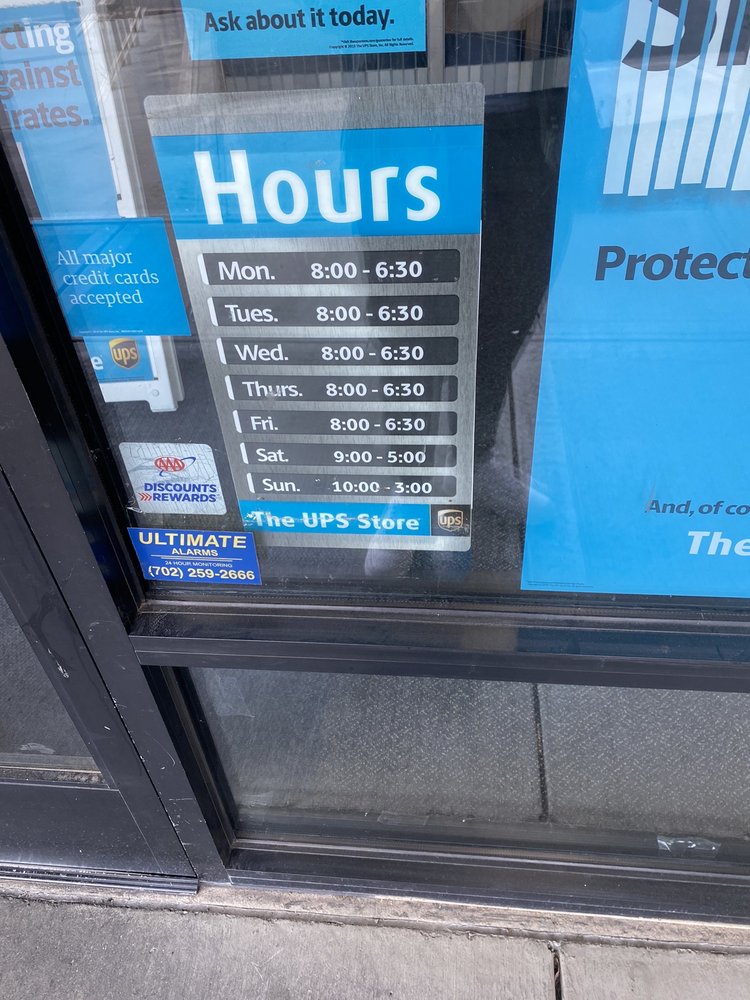 Ask about it today.
cting
gainst
rates.
Hours
Mon. 8:00 - 6:30
Tues. 8:00 - 6:30
Wed. 8:00 - 6:30
Thurs. 8:00 - 6:30
Fri. 8:00 - 6:30
Sat. 9:00 - 5:00
Sun. 10:00 - 3:00
The UPS Store ups
All major
credit cards
accepted
e ups
AAA
DISCOUNTS
REWARDS
ULTIMATE
ALARMS
24 HOUR MONITORING
(702) 259-2666
Protect
And, of co
The